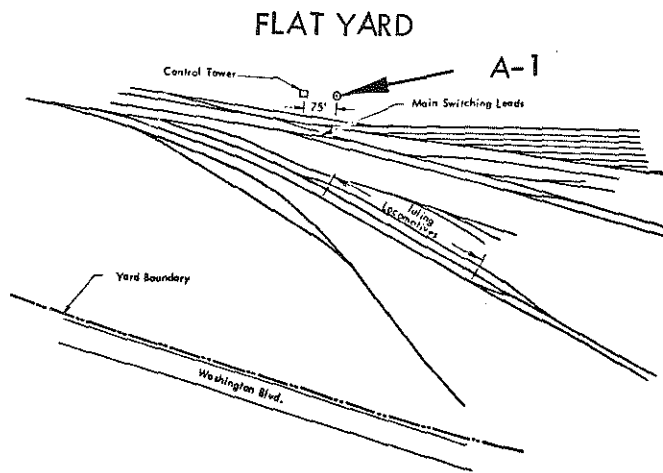 FLAT YARD
A-1
Control Tower
75'
Main Switching Leads
Idling
Locomotives
Yard Boundary
Washington Blvd.